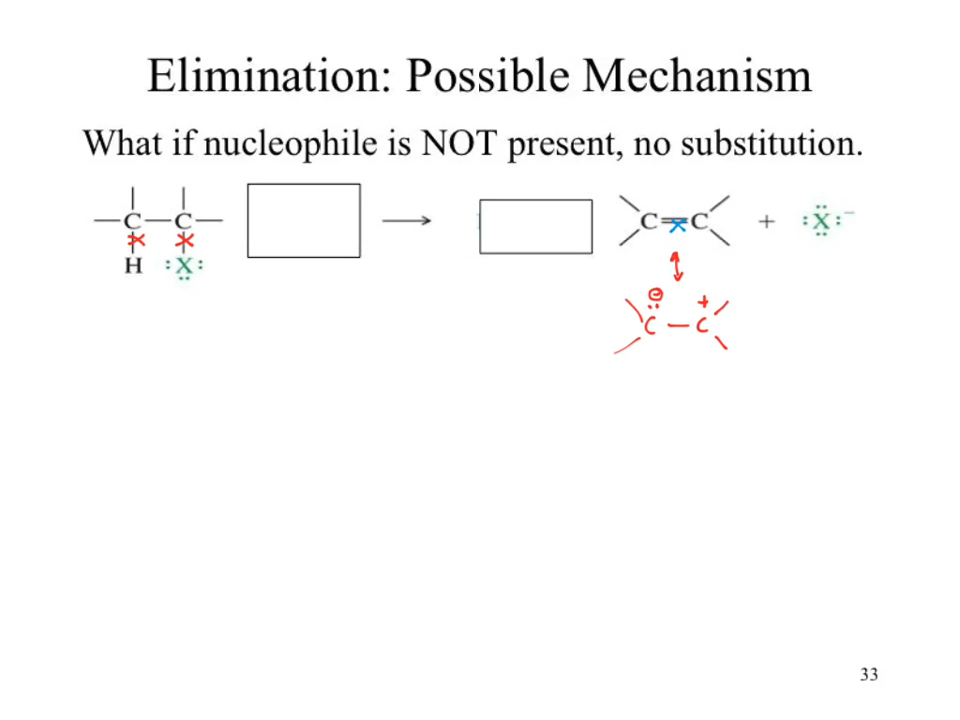 Elimination: Possible Mechanism
What if nucleophile is NOT present, no substitution.
—C—C— ⟶ C=C + :X:⁻
H :X:
⊖ +
C — C
33